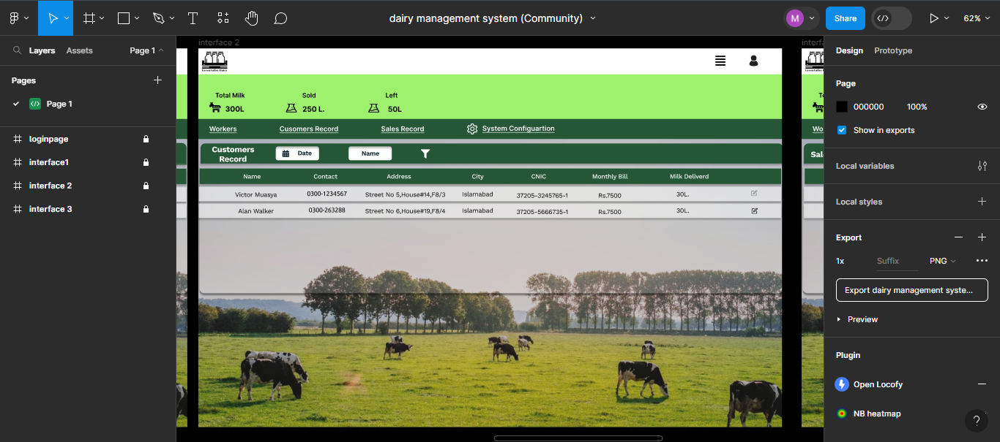 dairy management system (Community)
M
Share
62%
Layers
Assets
Page 1
Pages
Page 1
loginpage
interface1
interface 2
interface 3
interface 2
Total Milk
300L
Sold
250 L.
Left
50L
Workers
Cusomers Record
Sales Record
System Configuartion
Customers
Record
Date
Name
Name
Contact
Address
City
CNIC
Monthly Bill
Milk Deliverd
Victor Muasya
0300-1234567
Street No 5,House#14,F8/3
Islamabad
37205-3245765-1
Rs.7500
30L.
Alan Walker
0300-263288
Street No 6,House#19,F8/4
Islamabad
37205-5666735-1
Rs.7500
30L.
interf
To
Wo
Sal
Design
Prototype
Page
000000
100%
Show in exports
Local variables
Local styles
Export
1x
Suffix
PNG
Export dairy management syste...
Preview
Plugin
Open Locofy
NB heatmap
?